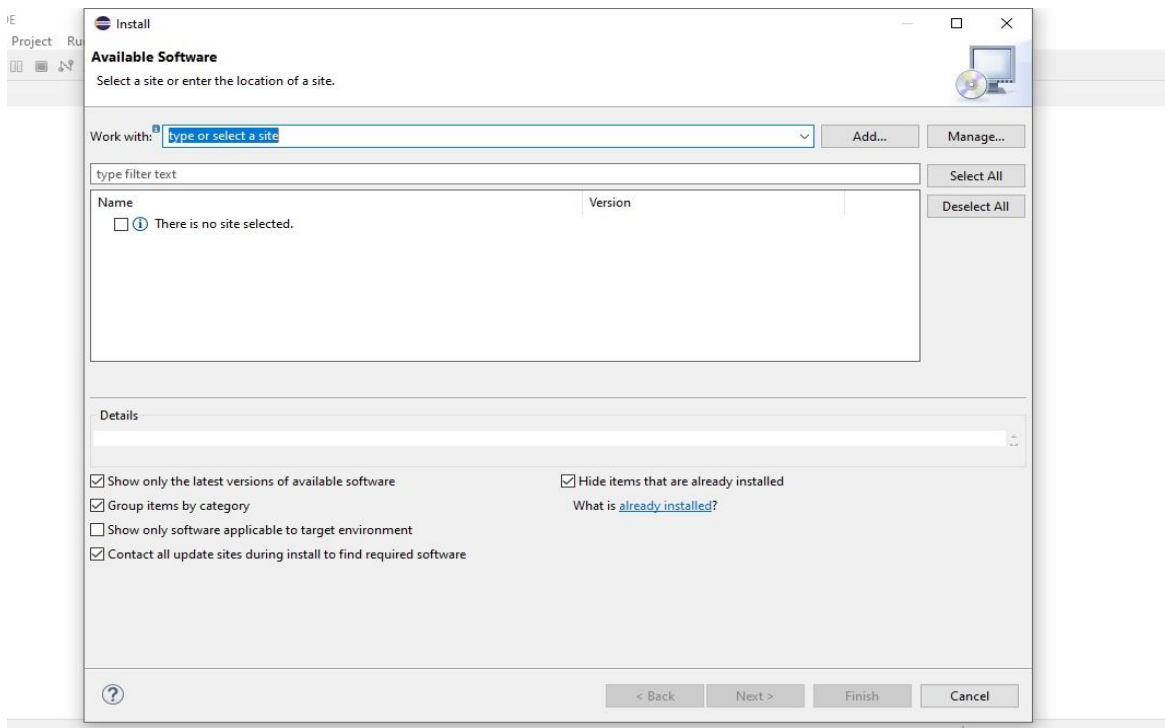 DE
Install
Project Ru
Available Software
Select a site or enter the location of a site.
Work with: type or select a site Add... Manage...
type filter text Select All
Name Version Deselect All
There is no site selected.
Details
Show only the latest versions of available software Hide items that are already installed
Group items by category What is already installed?
Show only software applicable to target environment
Contact all update sites during install to find required software
? < Back Next > Finish Cancel